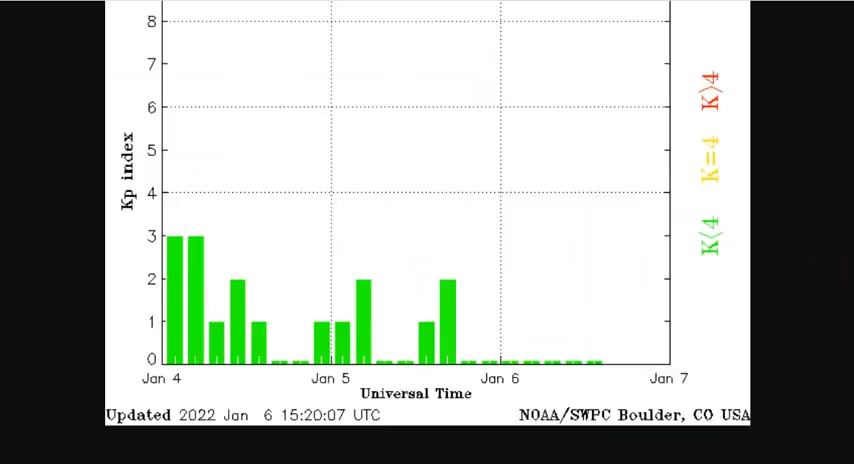 8
7
6
5
4
3
2
1
0
Kp index
Jan 4 Jan 5 Jan 6 Jan 7
Universal Time
Updated 2022 Jan 6 15:20:07 UTC NOAA/SWPC Boulder, CO USA
K<4 K=4 K>4